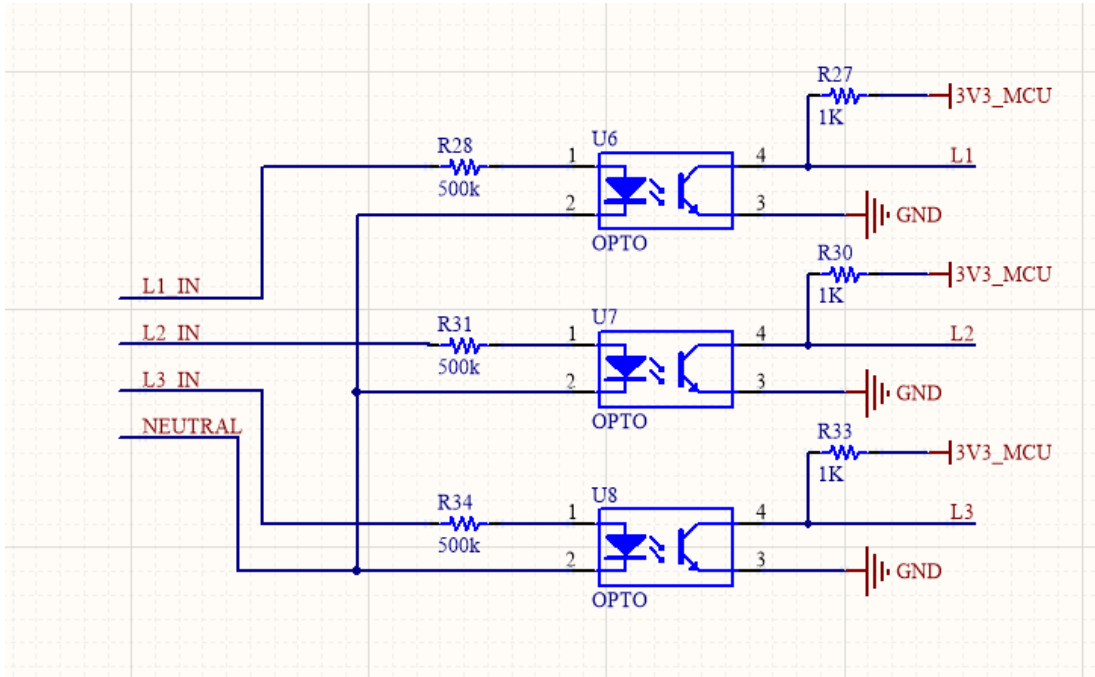 R27
3V3_MCU
1K
U6
R28
1
4
L1
500k
2
3
GND
OPTO
R30
3V3_MCU
1K
L1_IN
U7
L2_IN
R31
1
4
L2
500k
L3_IN
2
3
GND
OPTO
NEUTRAL
R33
3V3_MCU
1K
U8
R34
1
4
L3
500k
2
3
GND
OPTO